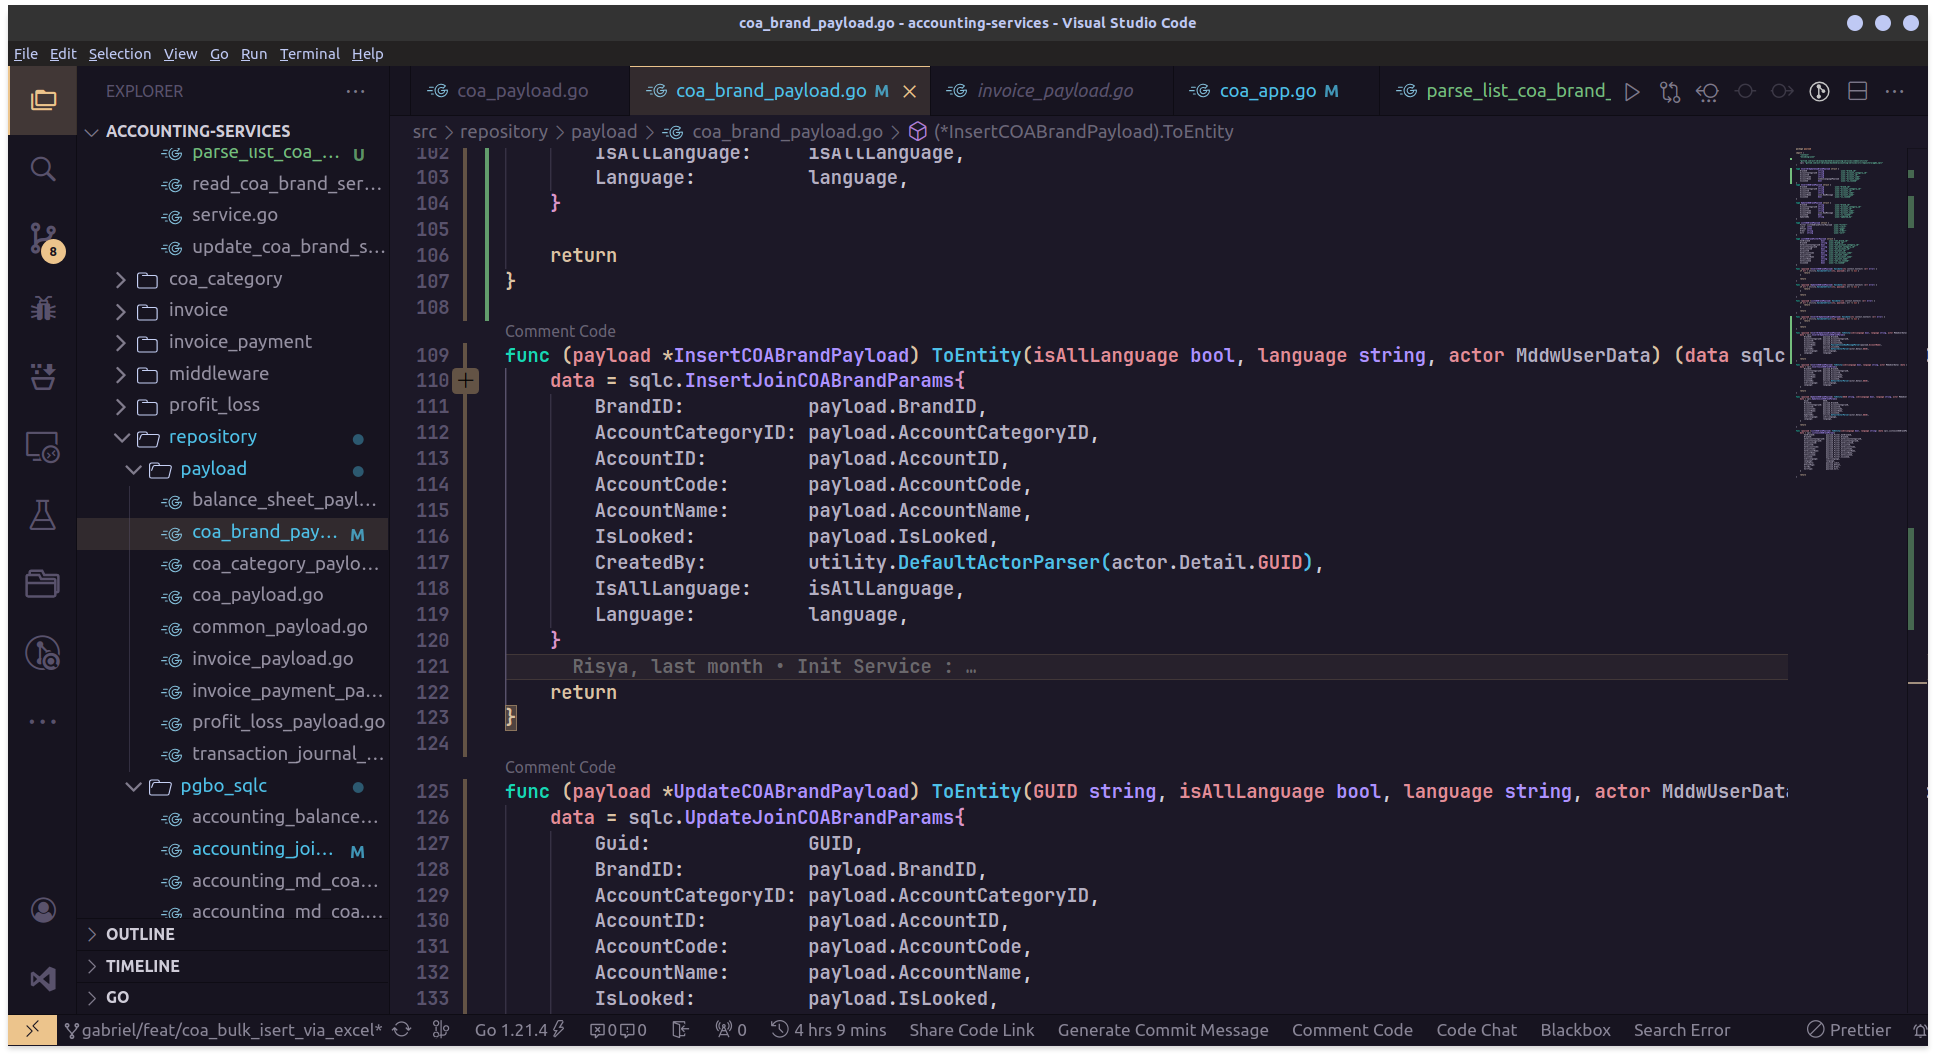 coa_brand_payload.go - accounting-services - Visual Studio Code
File Edit Selection View Go Run Terminal Help
EXPLORER
ACCOUNTING-SERVICES
parse_list_coa_... U
read_coa_brand_ser...
service.go
update_coa_brand_s...
coa_category
invoice
invoice_payment
middleware
profit_loss
repository
payload
balance_sheet_payl...
coa_brand_pay... M
coa_category_paylo...
coa_payload.go
common_payload.go
invoice_payload.go
invoice_payment_pa...
profit_loss_payload.go
transaction_journal_...
pgbo_sqlc
accounting_balance...
accounting_joi... M
accounting_md_coa...
accounting_md_coa....
OUTLINE
TIMELINE
GO
8
coa_payload.go
coa_brand_payload.go M
invoice_payload.go
coa_app.go M
parse_list_coa_brand_
src > repository > payload > coa_brand_payload.go > (*InsertCOABrandPayload).ToEntity
102 IsAllLanguage: isAllLanguage,
103 Language: language,
104 }
105
106 return
107 }
108
Comment Code
109 func (payload *InsertCOABrandPayload) ToEntity(isAllLanguage bool, language string, actor MddwUserData) (data sqlc
110 data = sqlc.InsertJoinCOABrandParams{
111 BrandID: payload.BrandID,
112 AccountCategoryID: payload.AccountCategoryID,
113 AccountID: payload.AccountID,
114 AccountCode: payload.AccountCode,
115 AccountName: payload.AccountName,
116 IsLooked: payload.IsLooked,
117 CreatedBy: utility.DefaultActorParser(actor.Detail.GUID),
118 IsAllLanguage: isAllLanguage,
119 Language: language,
120 }
121 Risya, last month • Init Service : …
122 return
123 }
124
Comment Code
125 func (payload *UpdateCOABrandPayload) ToEntity(GUID string, isAllLanguage bool, language string, actor MddwUserData
126 data = sqlc.UpdateJoinCOABrandParams{
127 Guid: GUID,
128 BrandID: payload.BrandID,
129 AccountCategoryID: payload.AccountCategoryID,
130 AccountID: payload.AccountID,
131 AccountCode: payload.AccountCode,
132 AccountName: payload.AccountName,
133 IsLooked: payload.IsLooked,
gabriel/feat/coa_bulk_isert_via_excel* Go 1.21.4 0 0 0 4 hrs 9 mins Share Code Link Generate Commit Message Comment Code Code Chat Blackbox Search Error Prettier